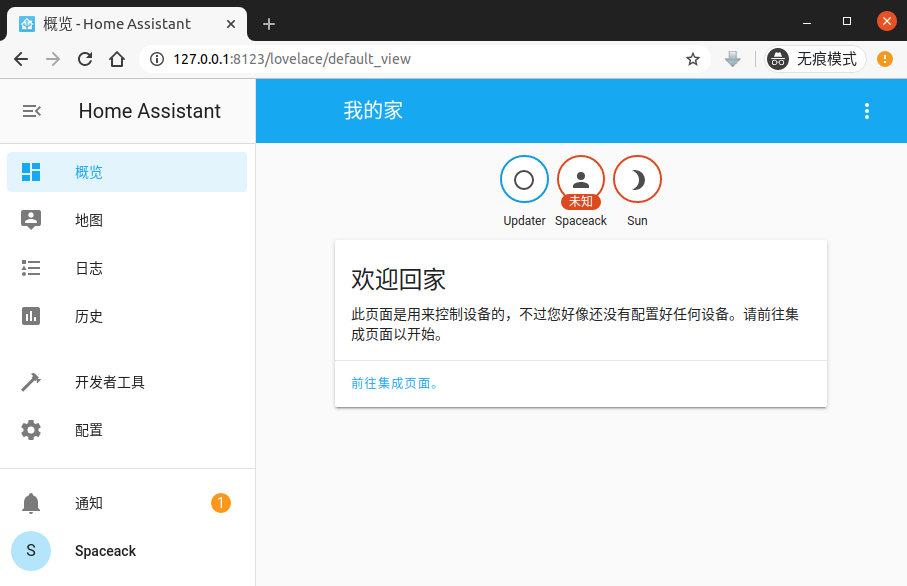 概览 - Home Assistant
127.0.0.1:8123/lovelace/default_view
无痕模式
Home Assistant
我的家
概览
地图
日志
历史
开发者工具
配置
通知
1
S
Spaceack
未知
Updater
Spaceack
Sun
欢迎回家
此页面是用来控制设备的，不过您好像还没有配置好任何设备。请前往集
成页面以开始。
前往集成页面。